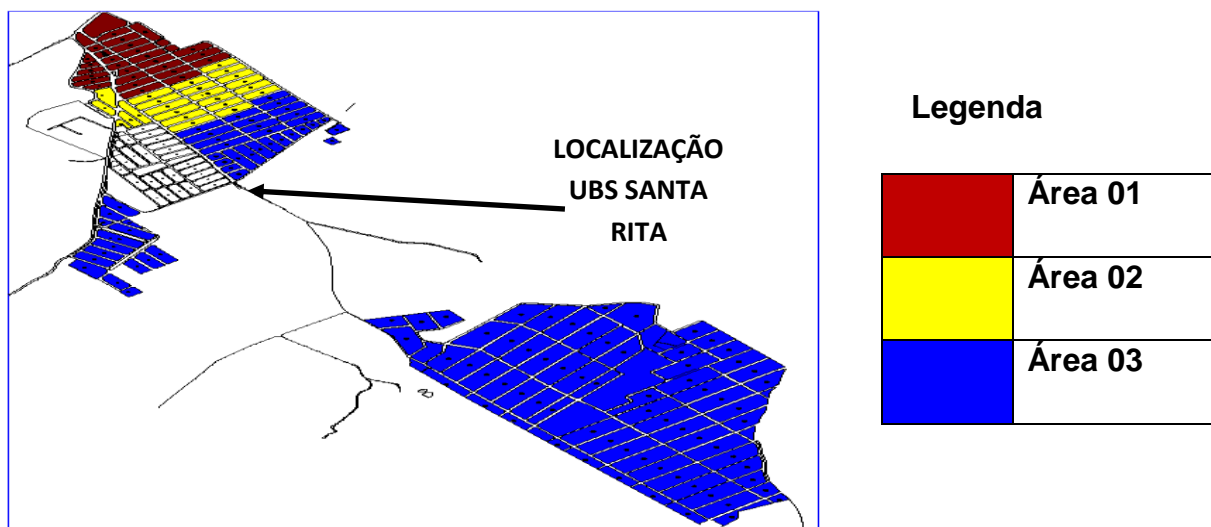 LOCALIZAÇÃO
UBS SANTA
RITA
Legenda
Área 01
Área 02
Área 03